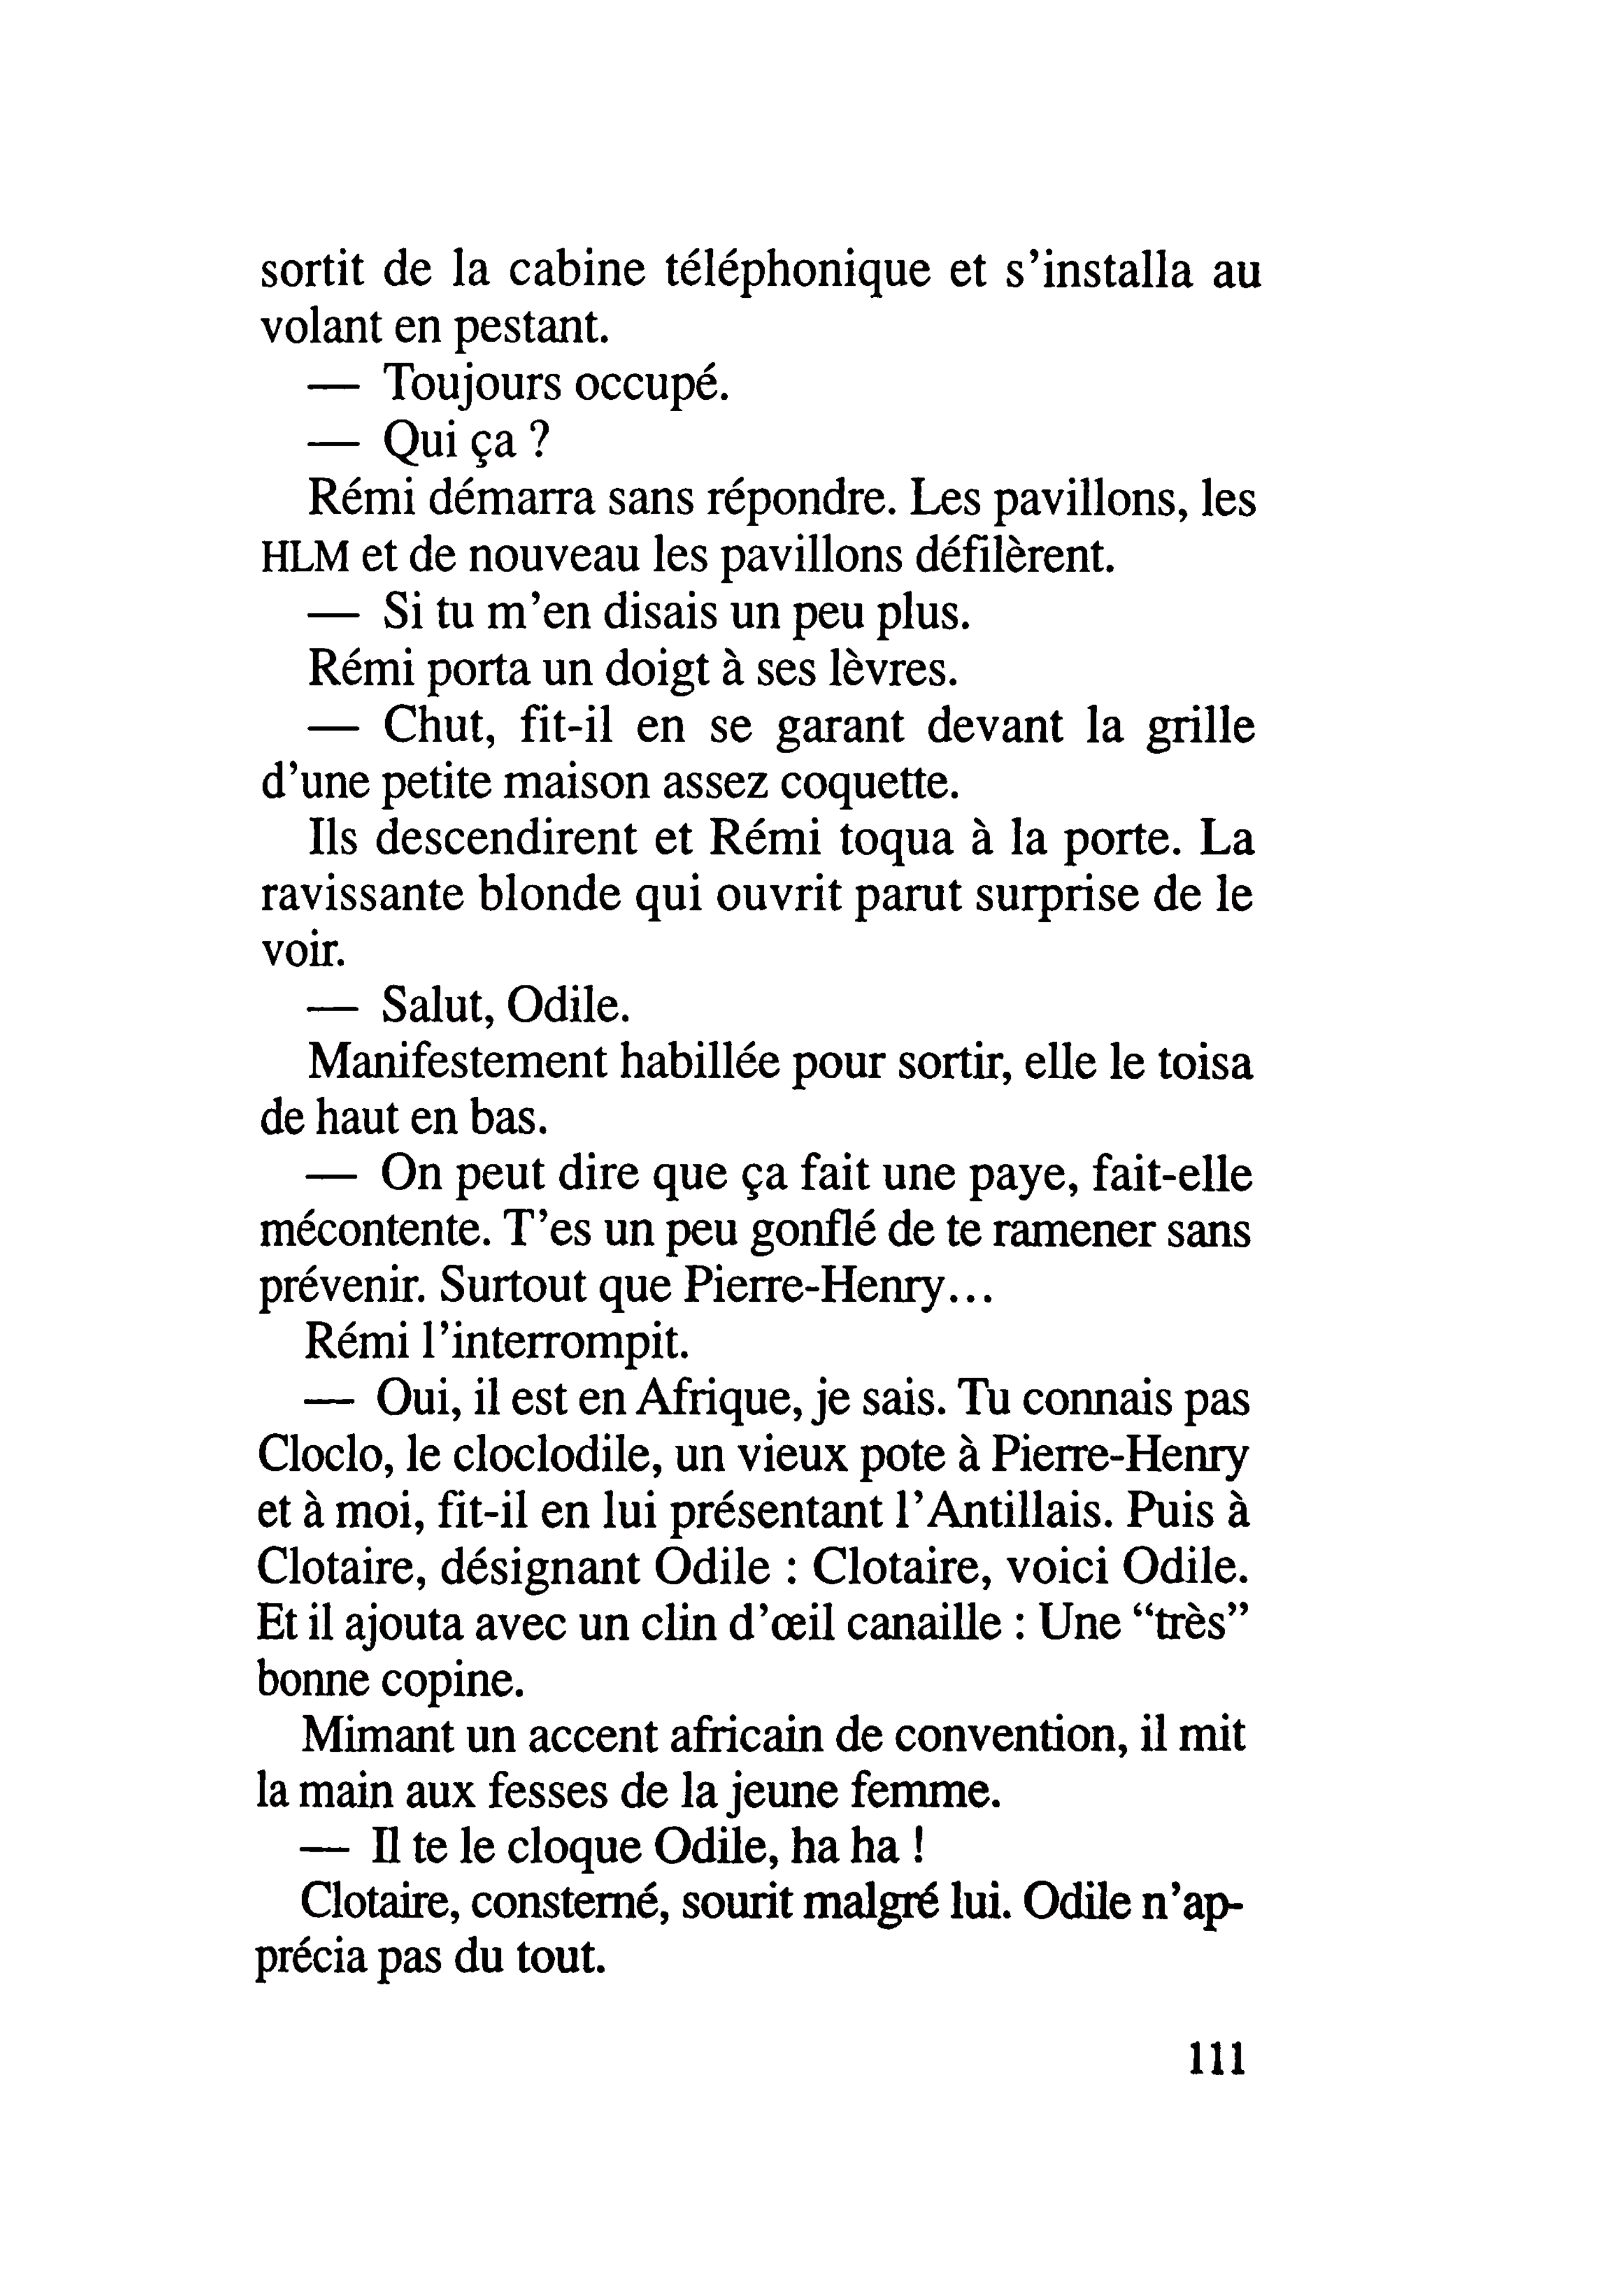 sortit de la cabine téléphonique et s’installa au
volant en pestant.
— Toujours occupé.
— Qui ça ?
Rémi démarra sans répondre. Les pavillons, les
HLM et de nouveau les pavillons défilèrent.
— Si tu m’en disais un peu plus.
Rémi porta un doigt à ses lèvres.
— Chut, fit-il en se garant devant la grille
d’une petite maison assez coquette.
Ils descendirent et Rémi toqua à la porte. La
ravissante blonde qui ouvrit parut surprise de le
voir.
— Salut, Odile.
Manifestement habillée pour sortir, elle le toisa
de haut en bas.
— On peut dire que ça fait une paye, fait-elle
mécontente. T’es un peu gonflé de te ramener sans
prévenir. Surtout que Pierre-Henry…
Rémi l’interrompit.
— Oui, il est en Afrique, je sais. Tu connais pas
Cloclo, le cloclodile, un vieux pote à Pierre-Henry
et à moi, fit-il en lui présentant l’Antillais. Puis à
Clotaire, désignant Odile : Clotaire, voici Odile.
Et il ajouta avec un clin d’œil canaille : Une “très”
bonne copine.
Mimant un accent africain de convention, il mit
la main aux fesses de la jeune femme.
— Il te le cloque Odile, ha ha !
Clotaire, consterné, sourit malgré lui. Odile n’ap-
précia pas du tout.
111